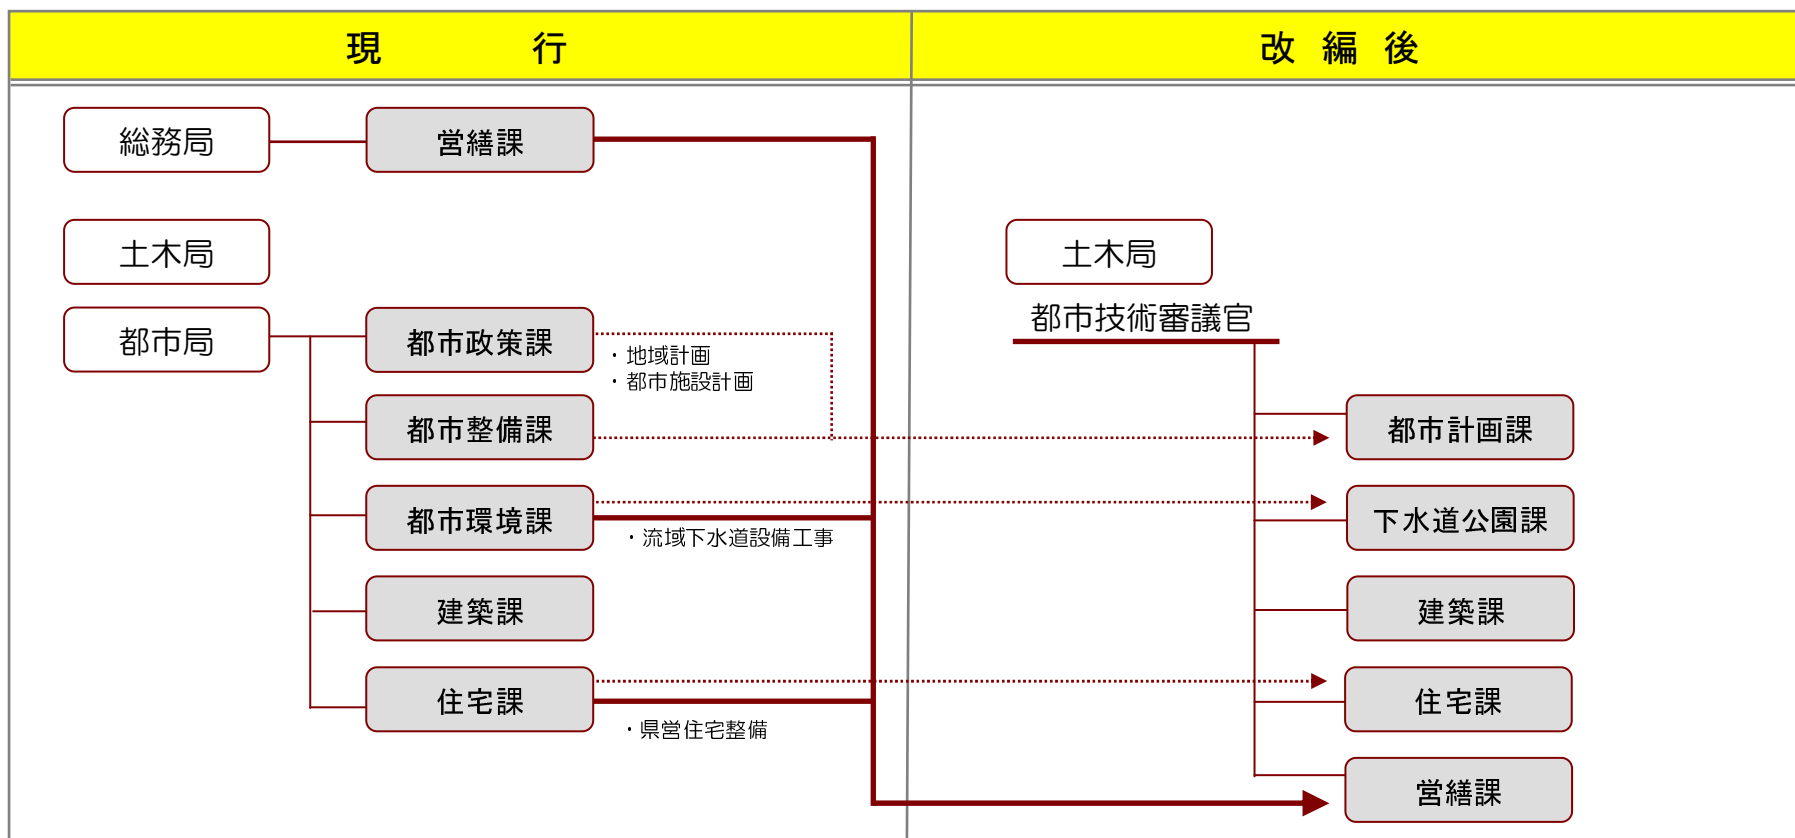 現 行
改 編 後
総務局
営繕課
土木局
都市局
都市政策課
・地域計画
・都市施設計画
都市整備課
都市環境課
・流域下水道設備工事
建築課
住宅課
・県営住宅整備
土木局
都市技術審議官
都市計画課
下水道公園課
建築課
住宅課
営繕課